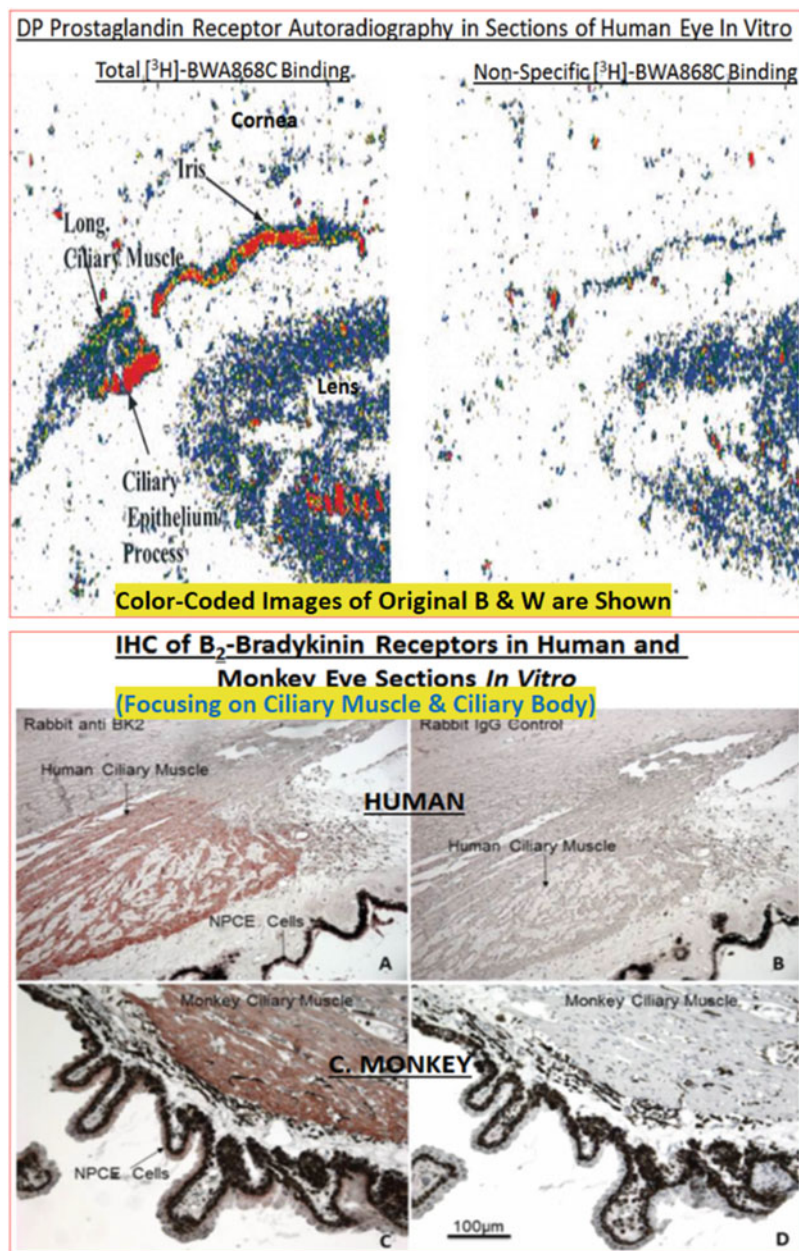 DP Prostaglandin Receptor Autoradiography in Sections of Human Eye In Vitro
Total [³H]-BWA868C Binding
Non-Specific [³H]-BWA868C Binding
Cornea
Iris
Long.
Ciliary Muscle
Lens
Ciliary
Epithelium/
Process
Color-Coded Images of Original B & W are Shown
IHC of B₂-Bradykinin Receptors in Human and
Monkey Eye Sections In Vitro
(Focusing on Ciliary Muscle & Ciliary Body)
Rabbit anti BK2
Rabbit IgG Control
Human Ciliary Muscle
HUMAN
Human Ciliary Muscle
NPCE Cells
A
B
Monkey Ciliary Muscle
Monkey Ciliary Muscle
C. MONKEY
NPCE Cells
100µm
C
D